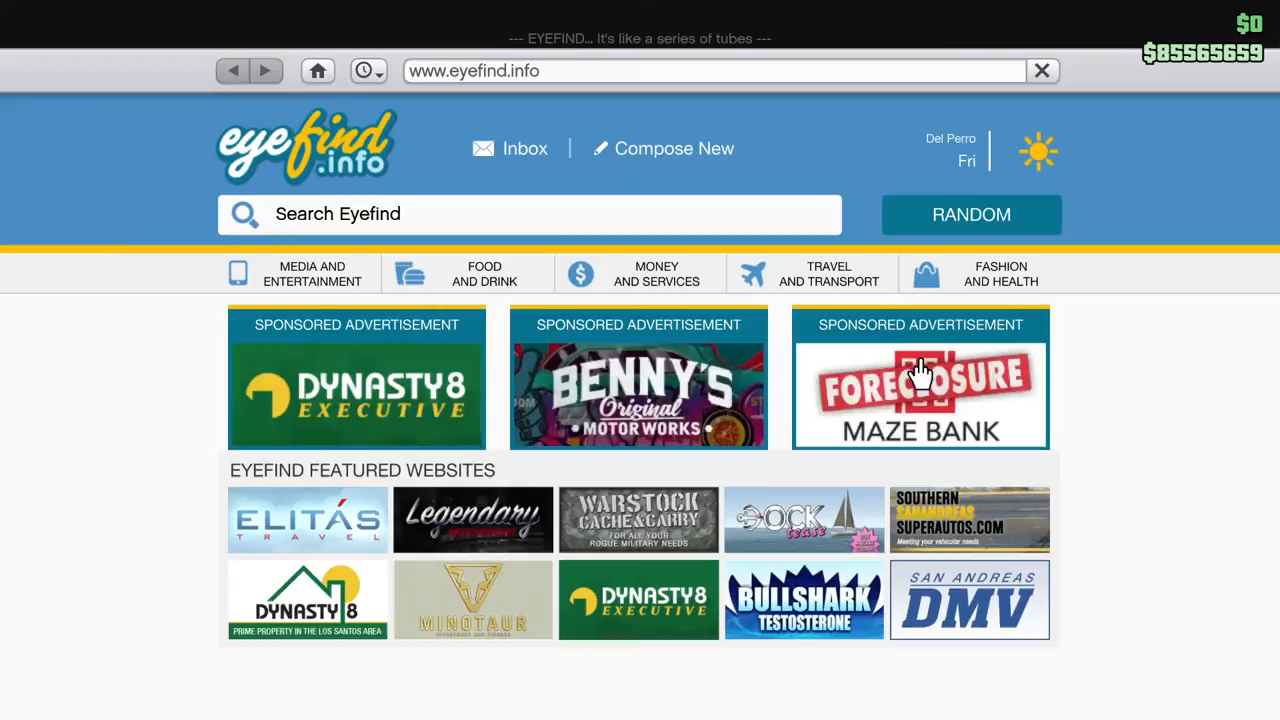 $0
--- EYEFIND... It's like a series of tubes ---
$85565659
www.eyefind.info
eyefind
.info
Inbox
Compose New
Del Perro
Fri
Search Eyefind
RANDOM
MEDIA AND
ENTERTAINMENT
FOOD
AND DRINK
MONEY
AND SERVICES
TRAVEL
AND TRANSPORT
FASHION
AND HEALTH
SPONSORED ADVERTISEMENT
DYNASTY8
EXECUTIVE
SPONSORED ADVERTISEMENT
BENNY'S
Original
MOTOR WORKS
SPONSORED ADVERTISEMENT
FORECLOSURE
MAZE BANK
EYEFIND FEATURED WEBSITES
ELITÁS
TRAVEL
Legendary
WARSTOCK
CACHE&CARRY
FOR ALL YOUR
ROGUE MILITARY NEEDS
DOCK
tease
SOUTHERN
SANANDREAS
SUPERAUTOS.COM
Meeting your vehicular needs
DYNASTY 8
PRIME PROPERTY IN THE LOS SANTOS AREA
MINOTAUR
DYNASTY8
EXECUTIVE
BULLSHARK
TESTOSTERONE
SAN ANDREAS
DMV